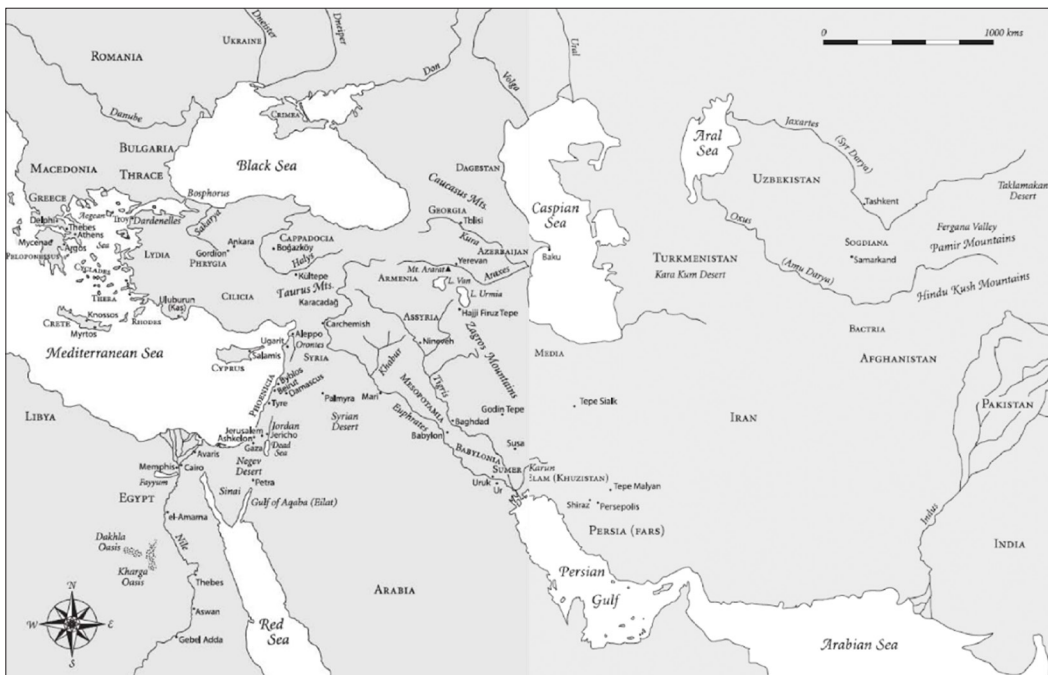 ROMANIA
UKRAINE
Dneister
Dneiper
Don
Volga
Ural
0
1000 kms
Danube
CRIMEA
BULGARIA
Black Sea
MACEDONIA
THRACE
DAGESTAN
Aral
Sea
Jaxartes
(Syr Darya)
UZBEKISTAN
Taklamakan
Desert
GREECE
Bosphorus
Caucasus Mts.
Caspian
Sea
Tashkent
Delphi
Thebes
Athens
Aegean
Sea
Troy
Dardenelles
Sakarya
GEORGIA
Tblisi
Oxus
Fergana Valley
Mycenae
Argos
PELOPONNESUS
LYDIA
Ankara
Gordion
PHRYGIA
CAPPADOCIA
Boğazköy
Halys
Kura
AZERBAIJAN
Baku
SOGDIANA
Samarkand
Pamir Mountains
Yerevan
TURKMENISTAN
Kara Kum Desert
(Amu Darya)
Hindu Kush Mountains
CYCLADES
THERA
Kültepe
Taurus Mts.
Mt. Ararat
ARMENIA
Araxes
L. Van
L. Urmia
CILICIA
Karacadağ
Uluburun
(Kas)
Knossos
CRETE
Myrtos
RHODES
Carchemish
ASSYRIA
Hajji Firuz Tepe
BACTRIA
AFGHANISTAN
Mediterranean Sea
Ugarit
Aleppo
Orontes
Salamis
CYPRUS
SYRIA
Khabur
Nineveh
Zagros Mountains
MEDIA
Tigris
MESOPOTAMIA
PHOENICIA
Byblos
Beirut
Damascus
Tyre
Palmyra
Mari
Syrian
Desert
Euphrates
Godin Tepe
Tepe Sialk
IRAN
PAKISTAN
LIBYA
Baghdad
Babylon
BABYLONIA
Susa
Jerusalem
Ashkelon
Gaza
Jordan
Jericho
Dead
Sea
Avaris
Negev
Desert
Memphis
Cairo
Fayyum
Petra
SUMER
Karun
ELAM (KHUZISTAN)
Uruk
Ur
Tepe Malyan
Shiraz
Persepolis
EGYPT
Sinai
Gulf of Aqaba (Eilat)
el-Amarna
PERSIA (FARS)
Indus
Dakhla
Oasis
Kharga
Oasis
Nile
INDIA
Persian
Gulf
Thebes
ARABIA
N
W
E
S
Aswan
Gebel Adda
Red
Sea
Arabian Sea